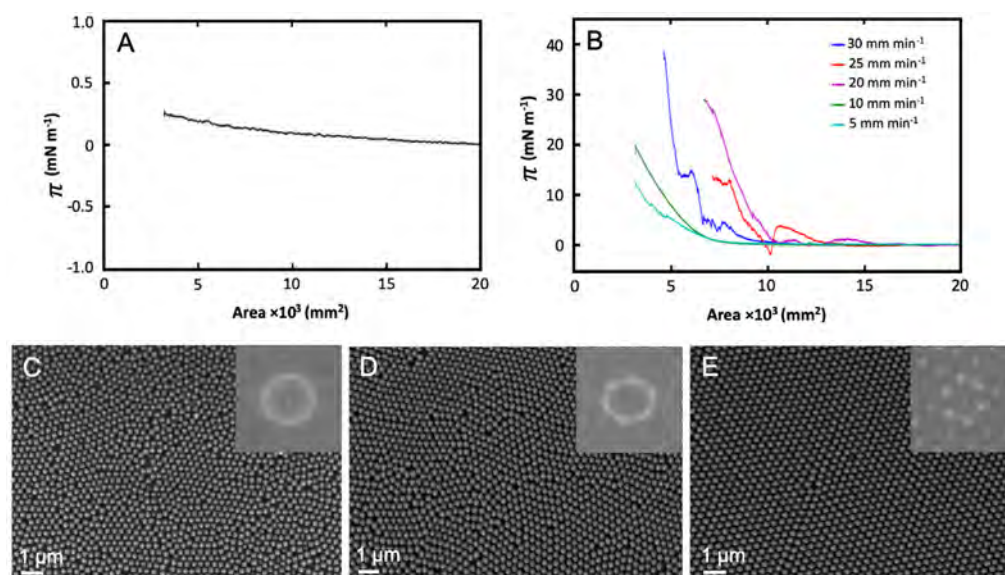 A
1.0
0.5
0
-0.5
-1.0
π (mN m⁻¹)
0 5 10 15 20
Area ×10³ (mm²)
B
40
30
20
10
0
π (mN m⁻¹)
30 mm min⁻¹
25 mm min⁻¹
20 mm min⁻¹
10 mm min⁻¹
5 mm min⁻¹
0 5 10 15 20
Area ×10³ (mm²)
C
1 μm
D
1 μm
E
1 μm